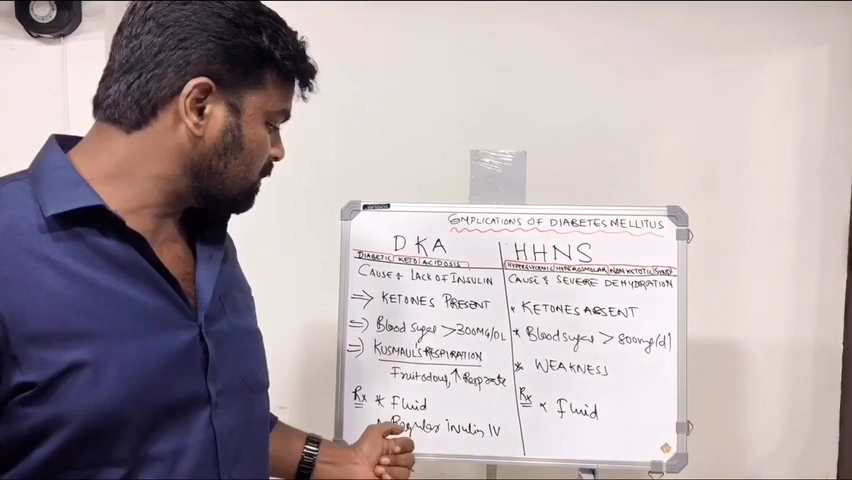 COMPLICATIONS OF DIABETES MELLITUS
DKA
DIABETIC KETO ACIDOSIS
CAUSE: LACK OF INSULIN
⇒ KETONES PRESENT
⇒ Blood sugar >300MG/DL
⇒ KUSMAUL'S RESPIRATION
Fruit odour, ↑ Resp rate
Rx * Fluid
* Regular Insulin IV
HHNS
HYPERGLYCEMIC HYPEROSMOLAR NON KETOTIC
CAUSE: SEVERE DEHYDRATION
* KETONES ABSENT
* Blood sugar > 800mg/dl
* WEAKNESS
Rx * Fluid